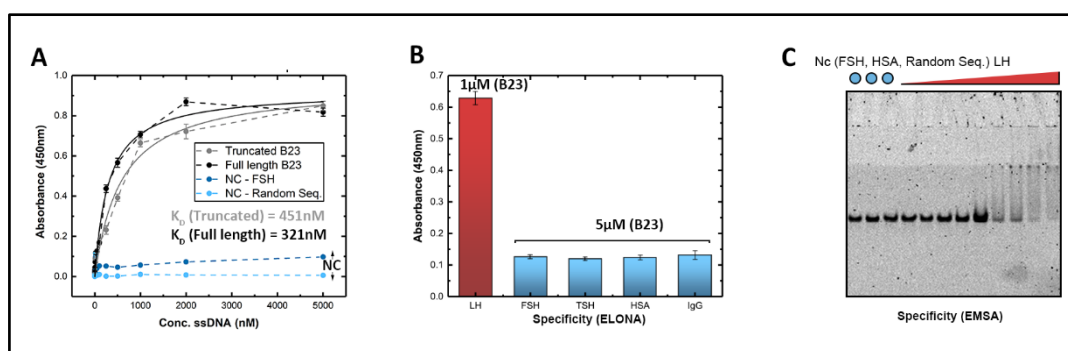 A
Absorbance (450nm)
1.0
0.8
0.6
0.4
0.2
0.0
Truncated B23
Full length B23
NC - FSH
NC - Random Seq.
K_D (Truncated) = 451nM
K_D (Full length) = 321nM
NC
0 1000 2000 3000 4000 5000
Conc. ssDNA (nM)
B
Absorbance (450nm)
0.7
0.6
0.5
0.4
0.3
0.2
0.1
0.0
1μM (B23)
5μM (B23)
LH FSH TSH HSA IgG
Specificity (ELONA)
C
Nc (FSH, HSA, Random Seq.) LH
Specificity (EMSA)